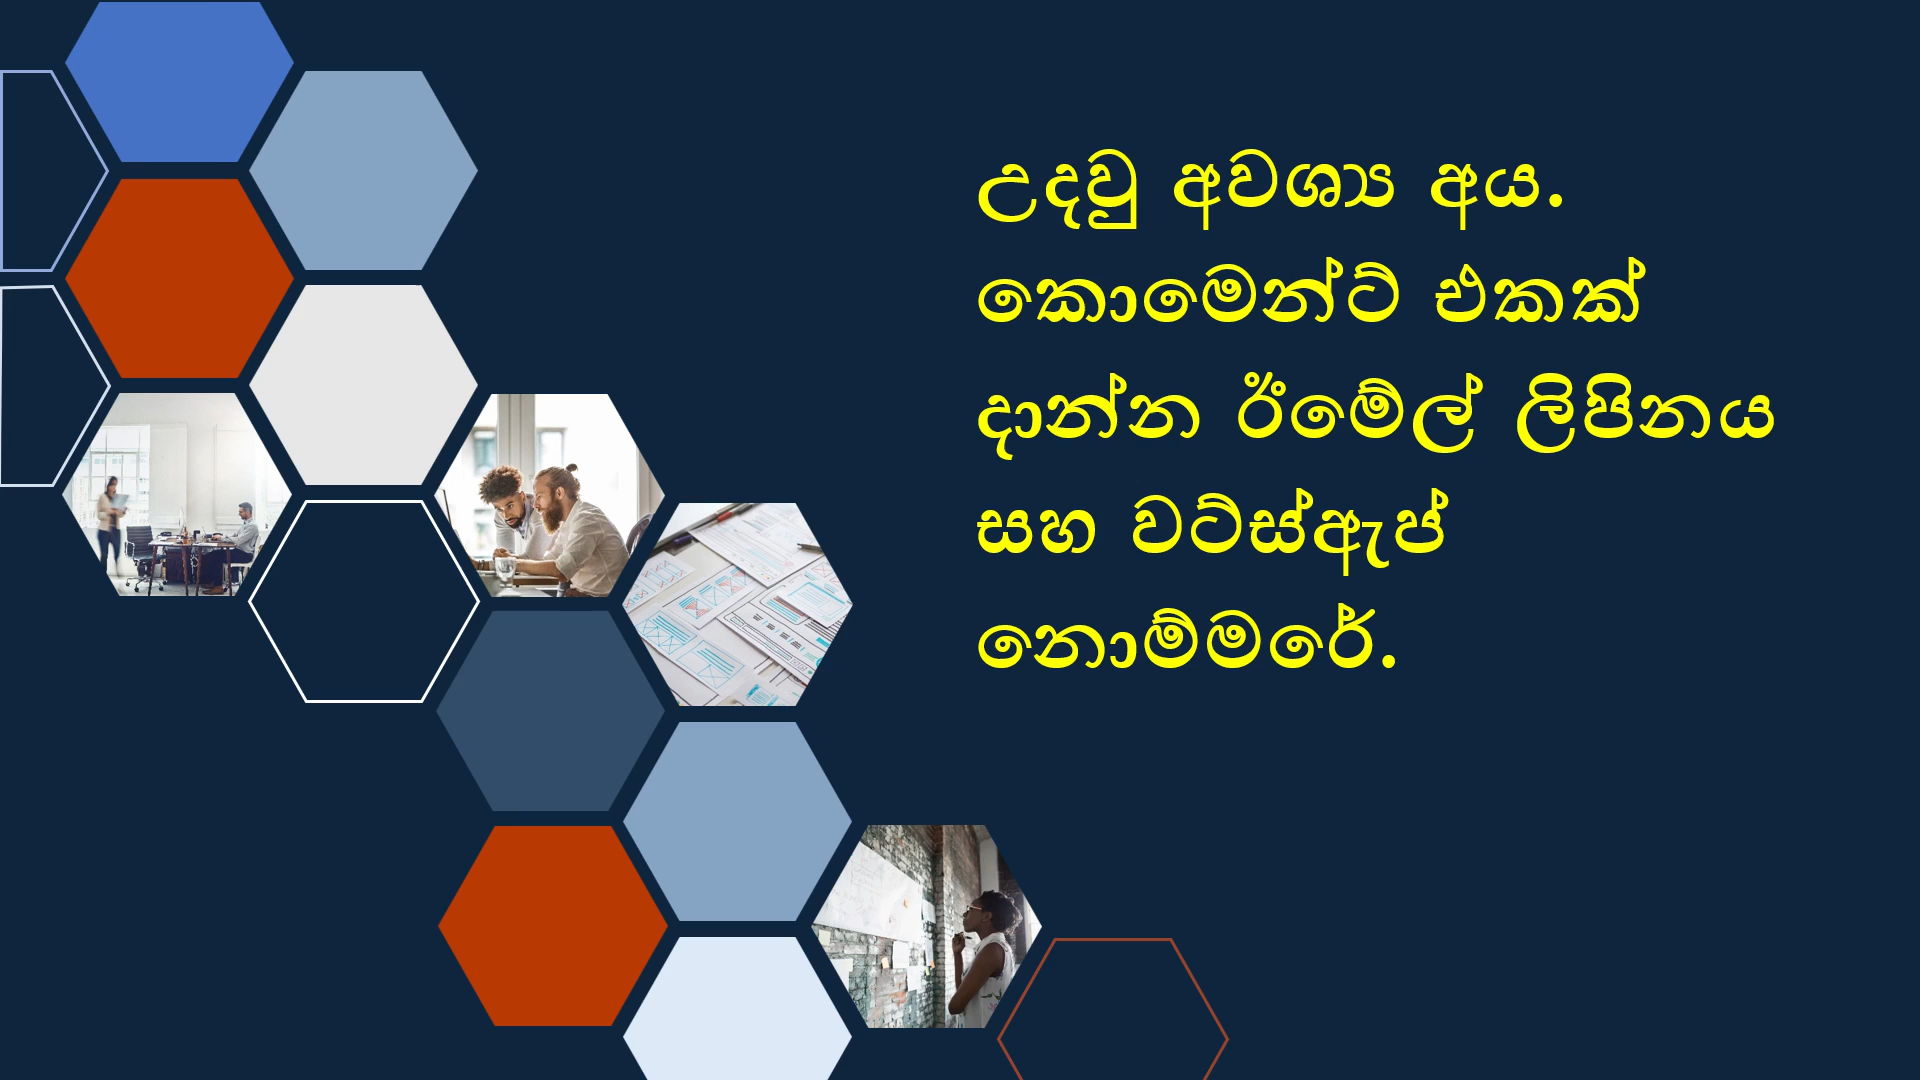 උදවු අවශ්‍ය අය.
කොමෙන්ට් එකක්
දාන්න ඊමේල් ලිපිනය
සහ වට්ස්ඇප්
නොම්මරේ.